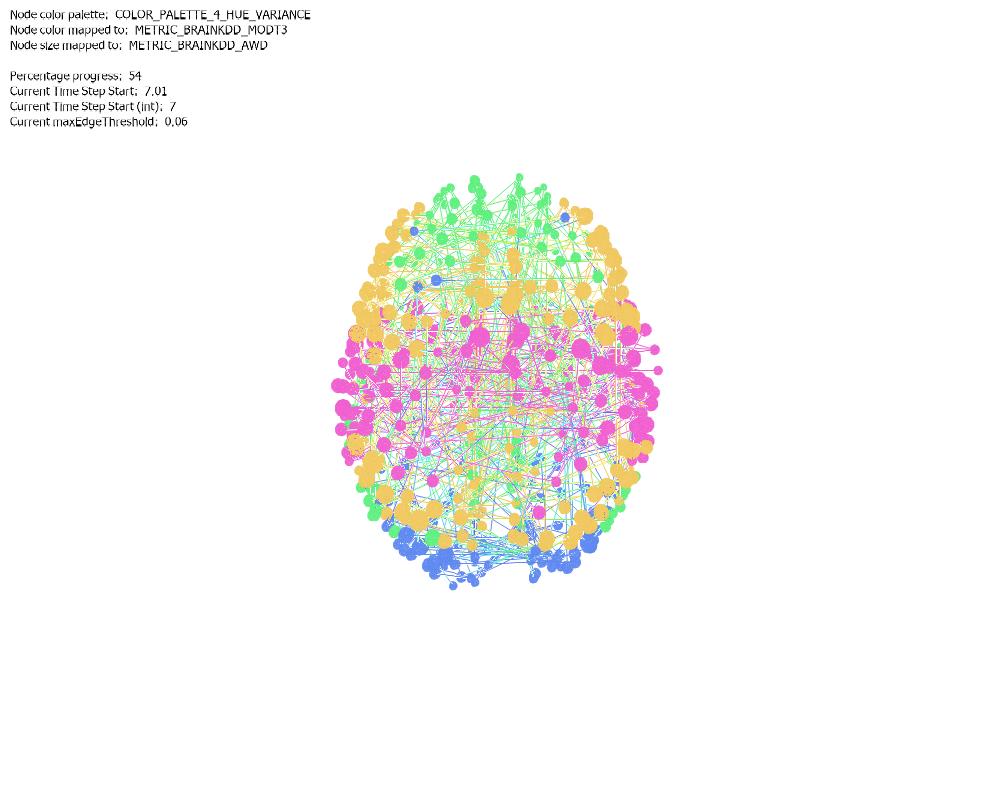 Node color palette: COLOR_PALETTE_4_HUE_VARIANCE
Node color mapped to: METRIC_BRAINKDD_MODT3
Node size mapped to: METRIC_BRAINKDD_AWD
Percentage progress: 54
Current Time Step Start: 7.01
Current Time Step Start (int): 7
Current maxEdgeThreshold: 0.06